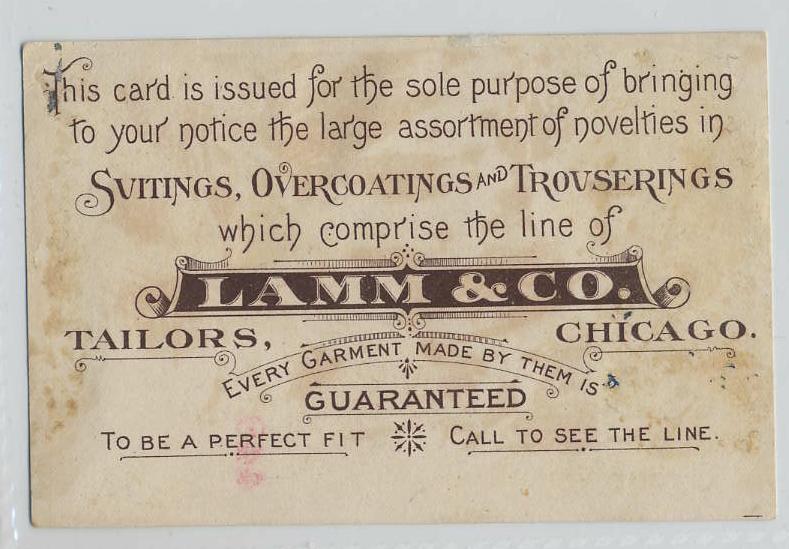 This card is issued for the sole purpose of bringing
to your notice the large assortment of novelties in
SUITINGS, OVERCOATINGS AND TROUSERINGS
which comprise the line of
LAMM & CO.
TAILORS, CHICAGO.
EVERY GARMENT MADE BY THEM IS
GUARANTEED
TO BE A PERFECT FIT CALL TO SEE THE LINE.